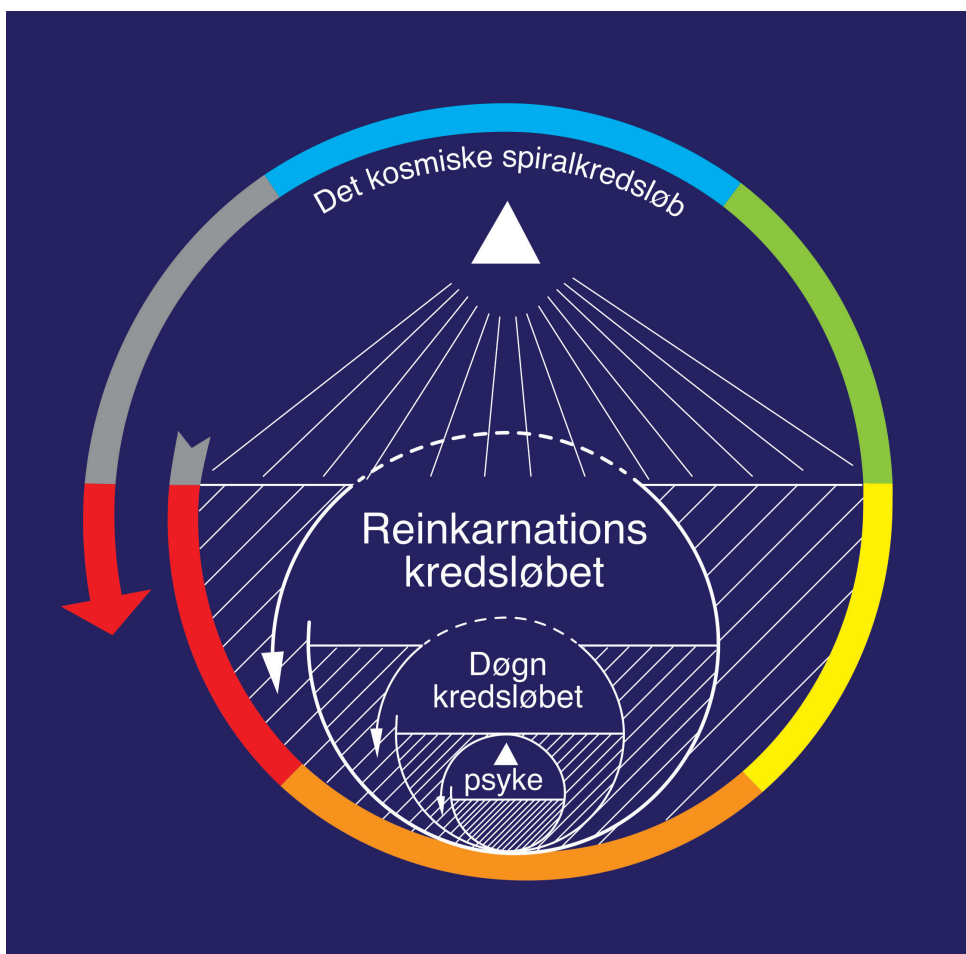 Det kosmiske spiralkredsløb
Reinkarnations
kredsløbet
Døgn
kredsløbet
psyke